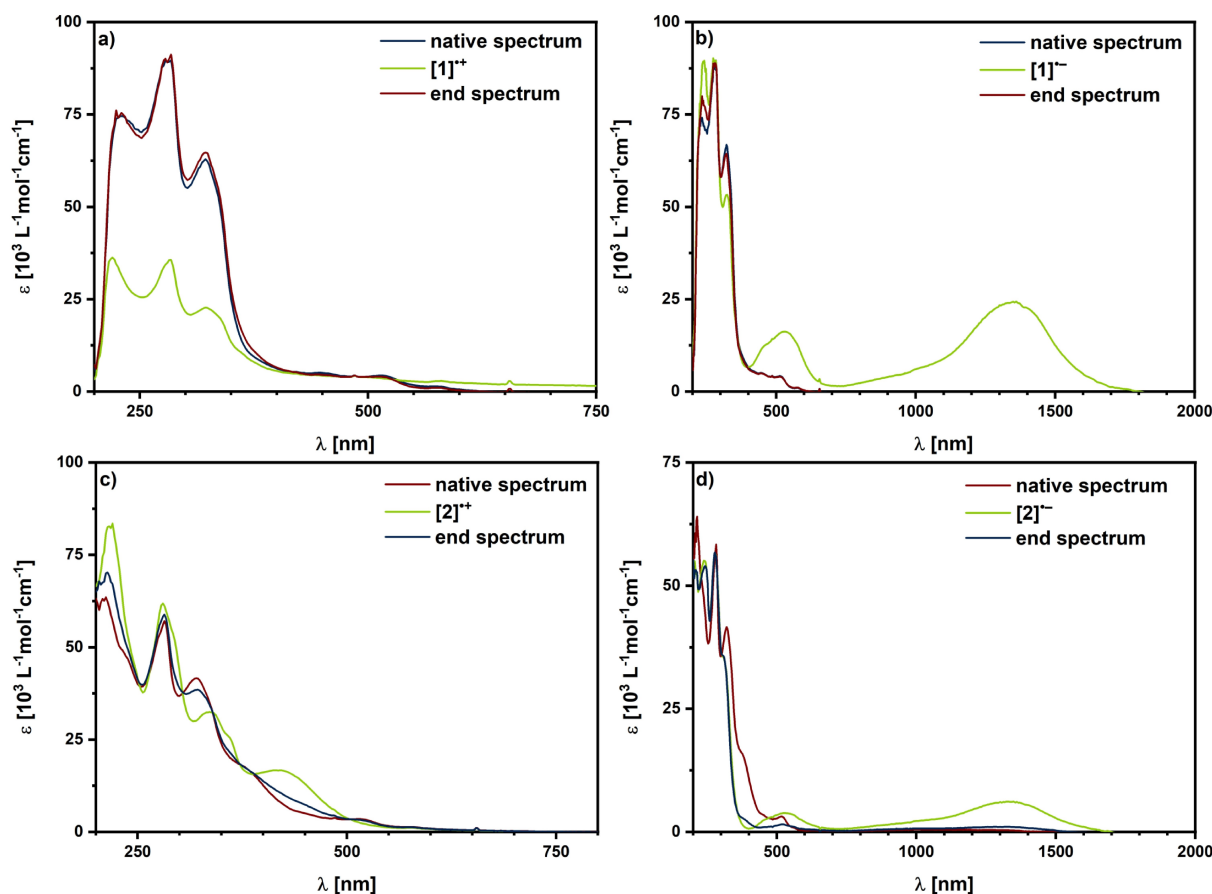 a)
native spectrum
[1]•+
end spectrum
100
75
50
25
0
ε [10³ L⁻¹mol⁻¹cm⁻¹]
250
500
750
λ [nm]
b)
native spectrum
[1]•–
end spectrum
100
75
50
25
0
ε [10³ L⁻¹mol⁻¹cm⁻¹]
500
1000
1500
2000
λ [nm]
c)
native spectrum
[2]•+
end spectrum
100
75
50
25
0
ε [10³ L⁻¹mol⁻¹cm⁻¹]
250
500
750
λ [nm]
d)
native spectrum
[2]•–
end spectrum
75
50
25
0
ε [10³ L⁻¹mol⁻¹cm⁻¹]
500
1000
1500
2000
λ [nm]